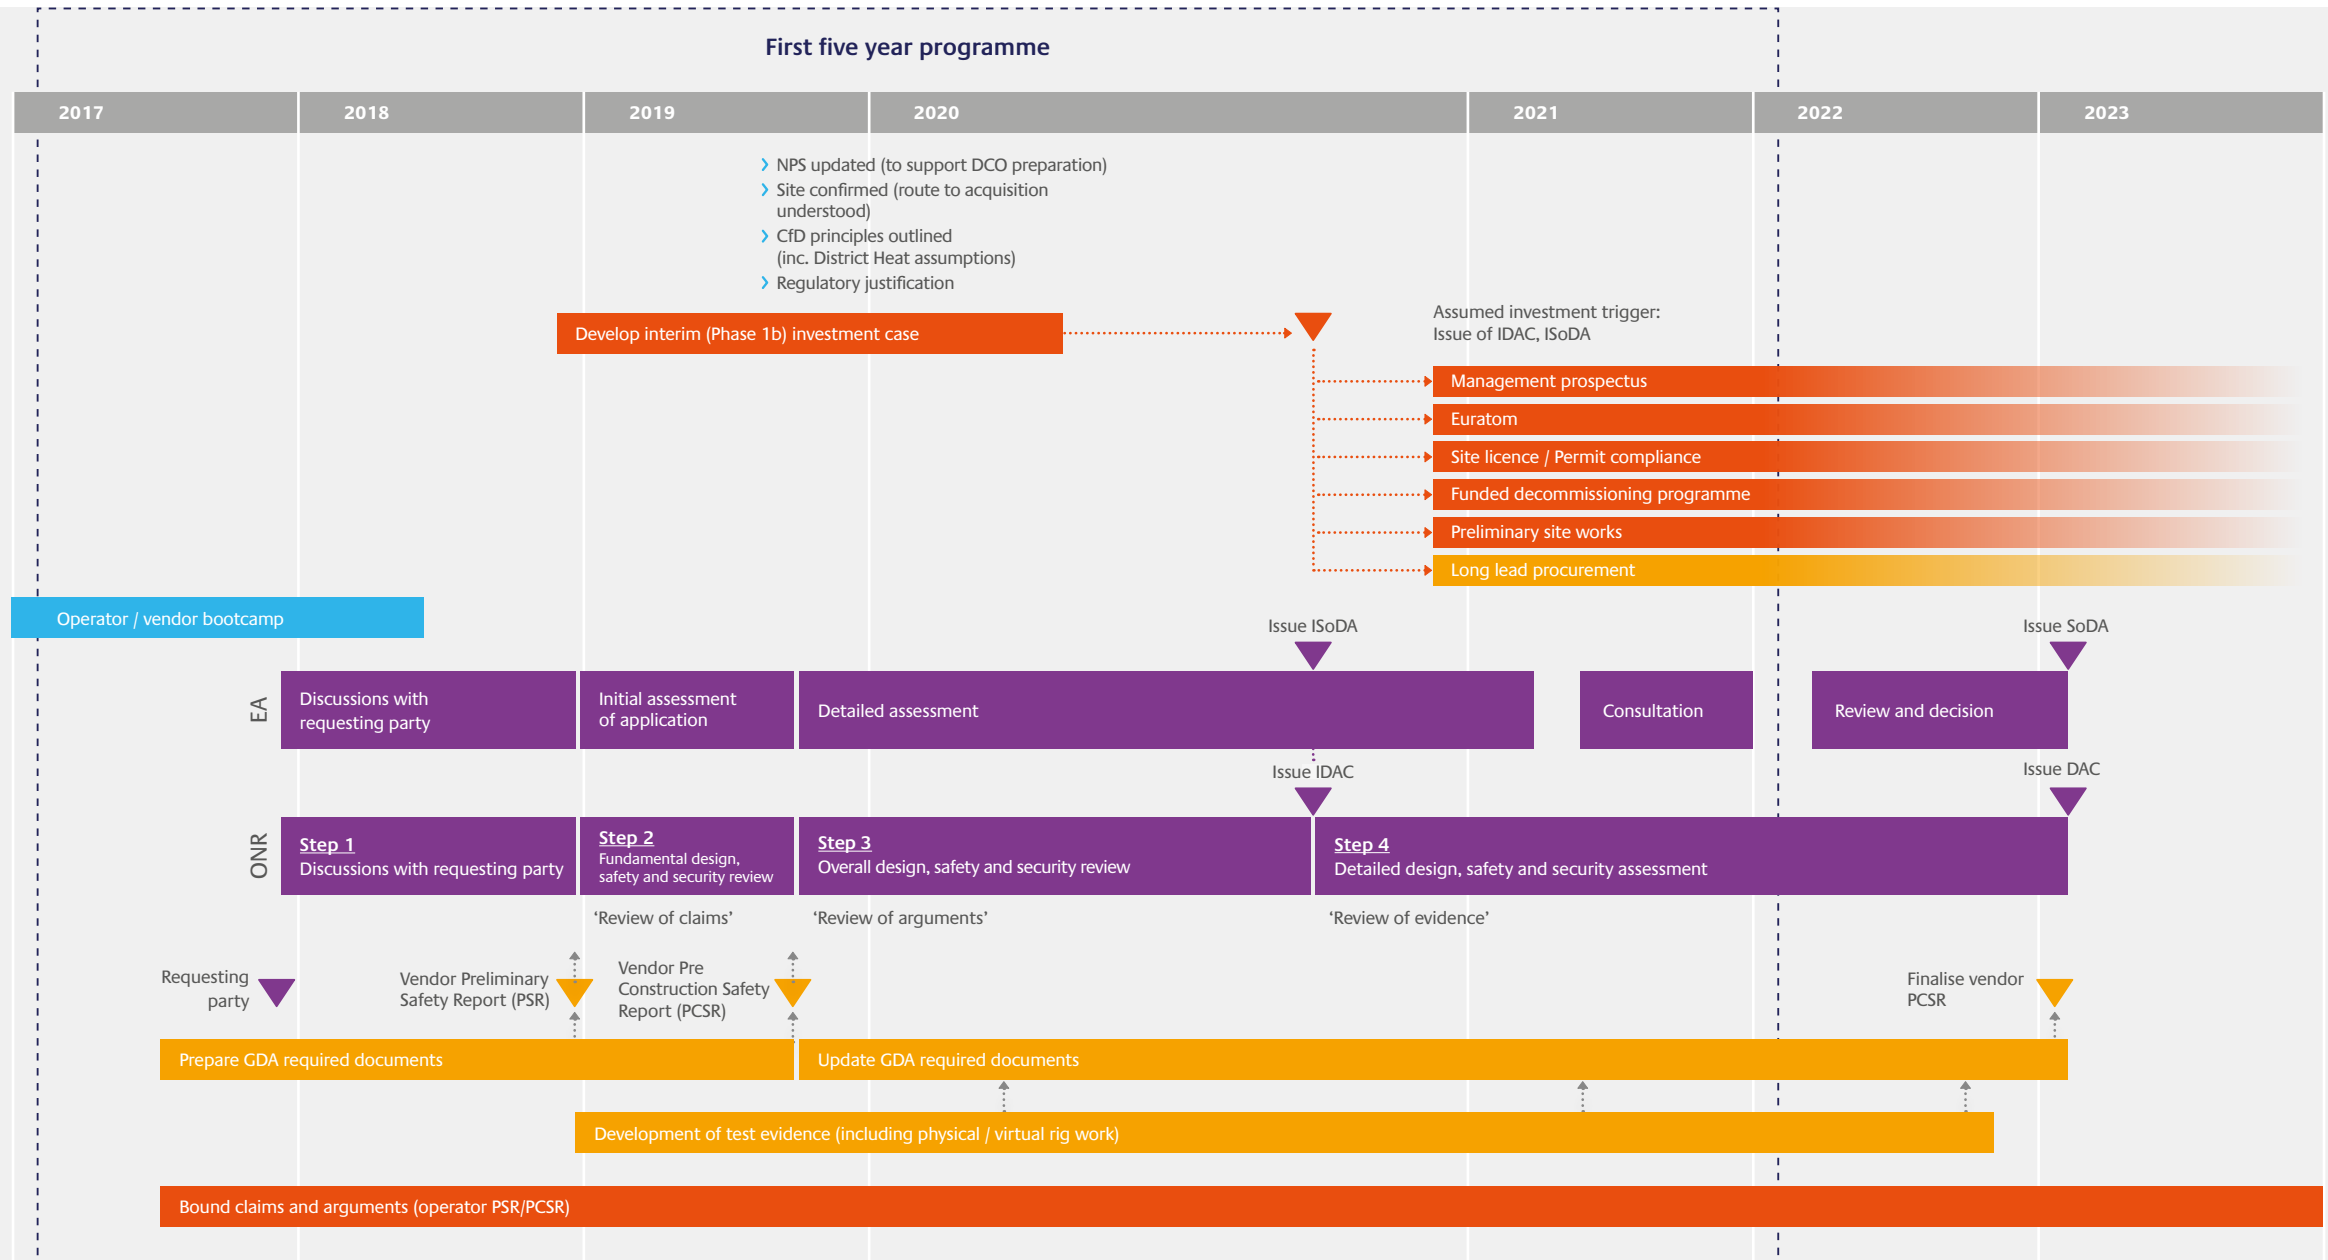 First five year programme
2017 2018 2019 2020 2021 2022 2023
NPS updated (to support DCO preparation)
Site confirmed (route to acquisition
understood)
CfD principles outlined
(inc. District Heat assumptions)
Regulatory justification
Develop interim (Phase 1b) investment case
Assumed investment trigger:
Issue of IDAC, ISoDA
Management prospectus
Euratom
Site licence / Permit compliance
Funded decommissioning programme
Preliminary site works
Long lead procurement
Operator / vendor bootcamp
Issue ISoDA
Issue SoDA
EA
Discussions with
requesting party
Initial assessment
of application
Detailed assessment
Consultation
Review and decision
Issue IDAC
Issue DAC
ONR
Step 1
Discussions with requesting party
Step 2
Fundamental design,
safety and security review
Step 3
Overall design, safety and security review
Step 4
Detailed design, safety and security assessment
‘Review of claims’
‘Review of arguments’
‘Review of evidence’
Requesting
party
Vendor Preliminary
Safety Report (PSR)
Vendor Pre
Construction Safety
Report (PCSR)
Finalise vendor
PCSR
Prepare GDA required documents
Update GDA required documents
Development of test evidence (including physical / virtual rig work)
Bound claims and arguments (operator PSR/PCSR)